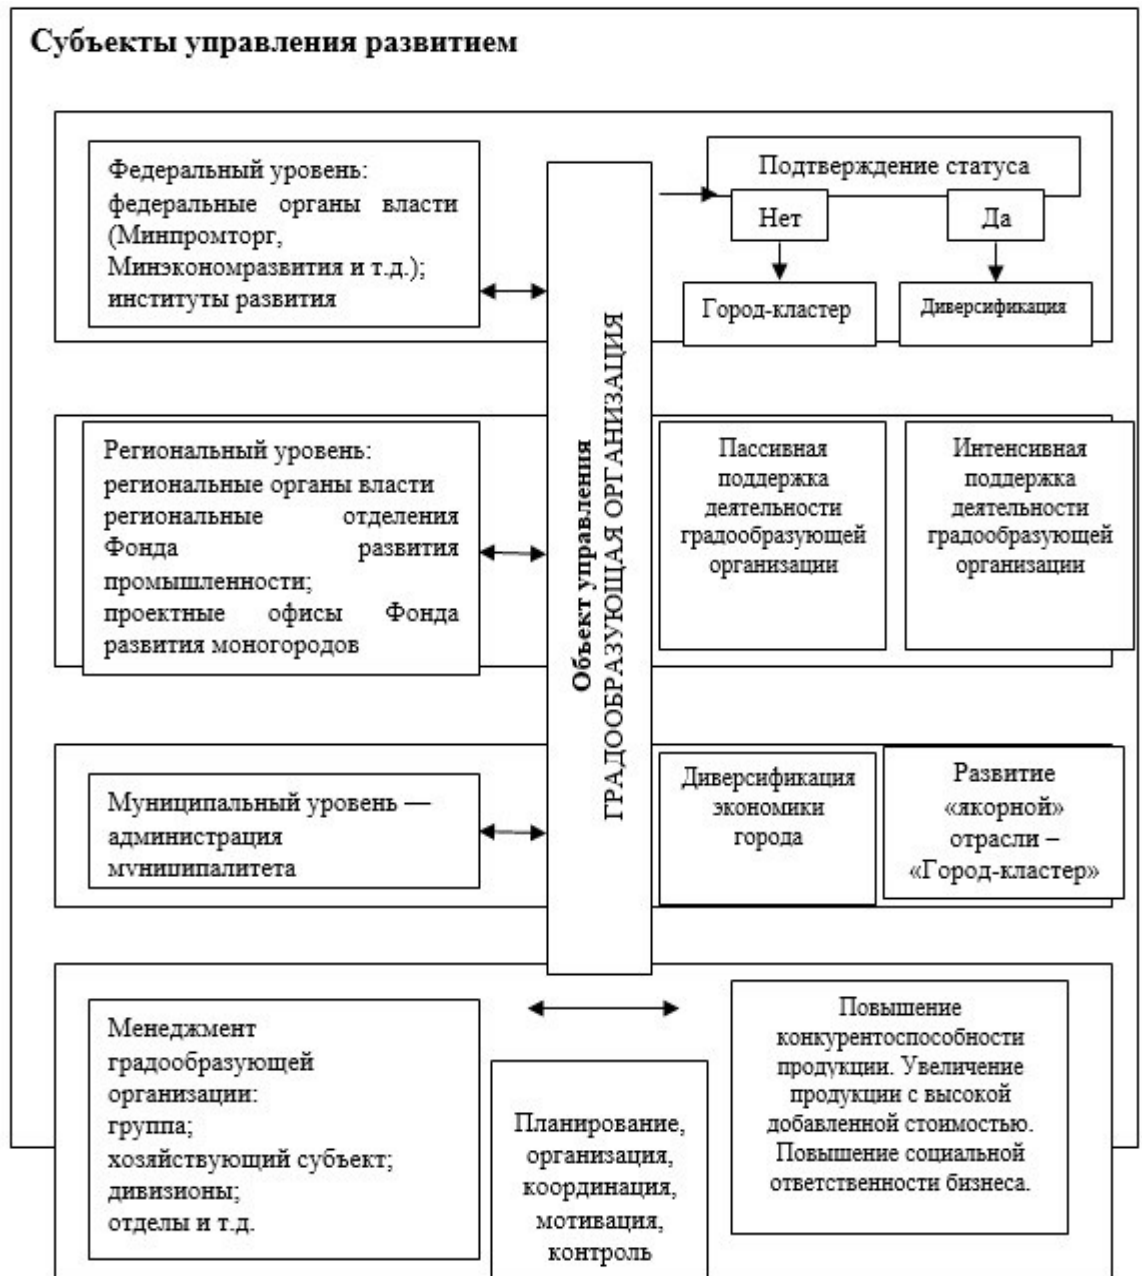 Субъекты управления развитием
Федеральный уровень:
федеральные органы власти
(Минпромторг,
Минэкономразвития и т.д.);
институты развития
Подтверждение статуса
Нет
Да
Город-кластер
Диверсификация
Объект управления
ГРАДООБРАЗУЮЩАЯ ОРГАНИЗАЦИЯ
Региональный уровень:
региональные органы власти
региональные отделения
Фонда развития
промышленности;
проектные офисы Фонда
развития моногородов
Пассивная
поддержка
деятельности
градообразующей
организации
Интенсивная
поддержка
деятельности
градообразующей
организации
Муниципальный уровень —
администрация
муниципалитета
Диверсификация
экономики
города
Развитие
«якорной»
отрасли –
«Город-кластер»
Менеджмент
градообразующей
организации:
группа;
хозяйствующий субъект;
дивизионы;
отделы и т.д.
Планирование,
организация,
координация,
мотивация,
контроль
Повышение
конкурентоспособности
продукции. Увеличение
продукции с высокой
добавленной стоимостью.
Повышение социальной
ответственности бизнеса.